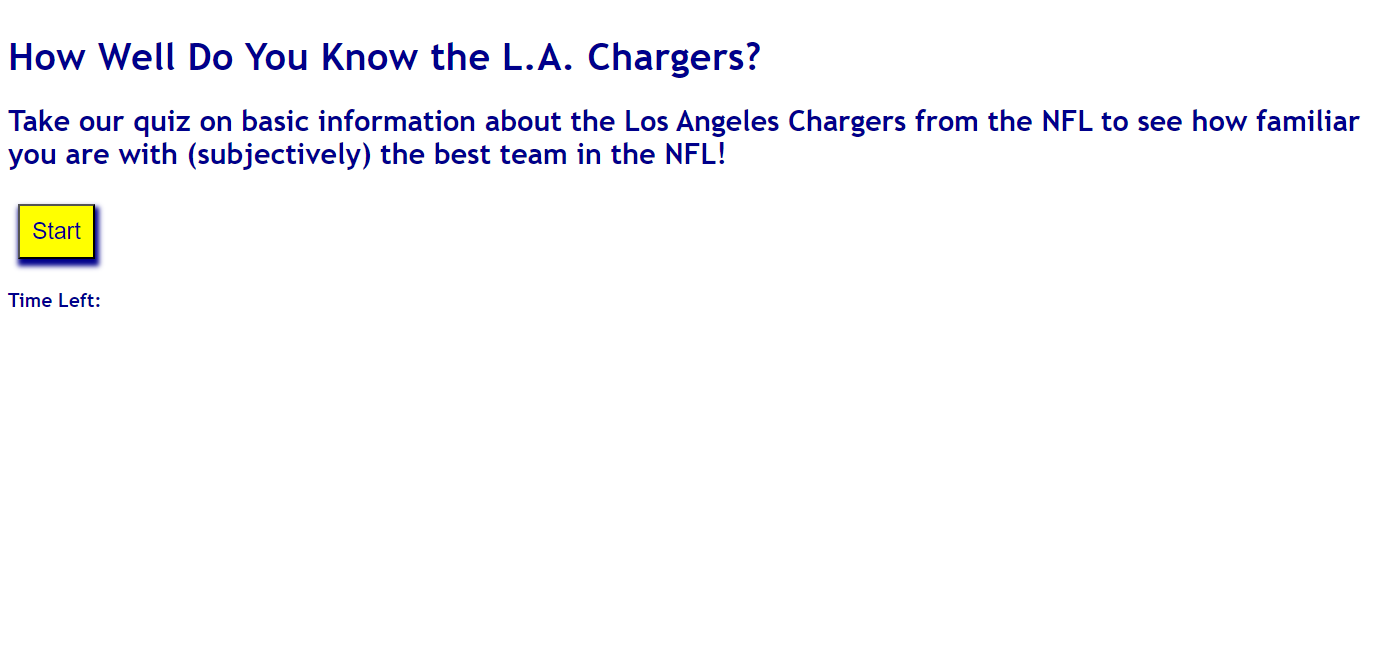 How Well Do You Know the L.A. Chargers?
Take our quiz on basic information about the Los Angeles Chargers from the NFL to see how familiar
you are with (subjectively) the best team in the NFL!
Start
Time Left: